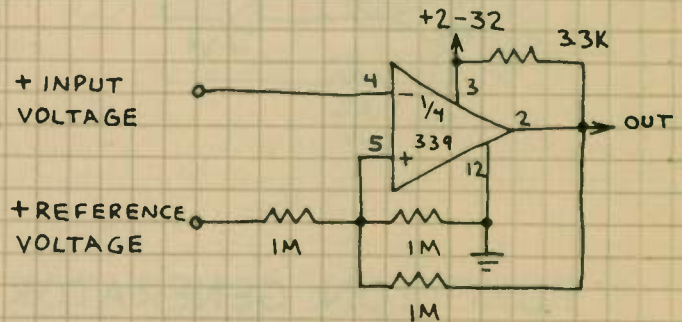 +2-32
3.3K
+ INPUT
VOLTAGE
4
-
3
1/4
339
2
OUT
5
+
12
+ REFERENCE
VOLTAGE
1M
1M
1M